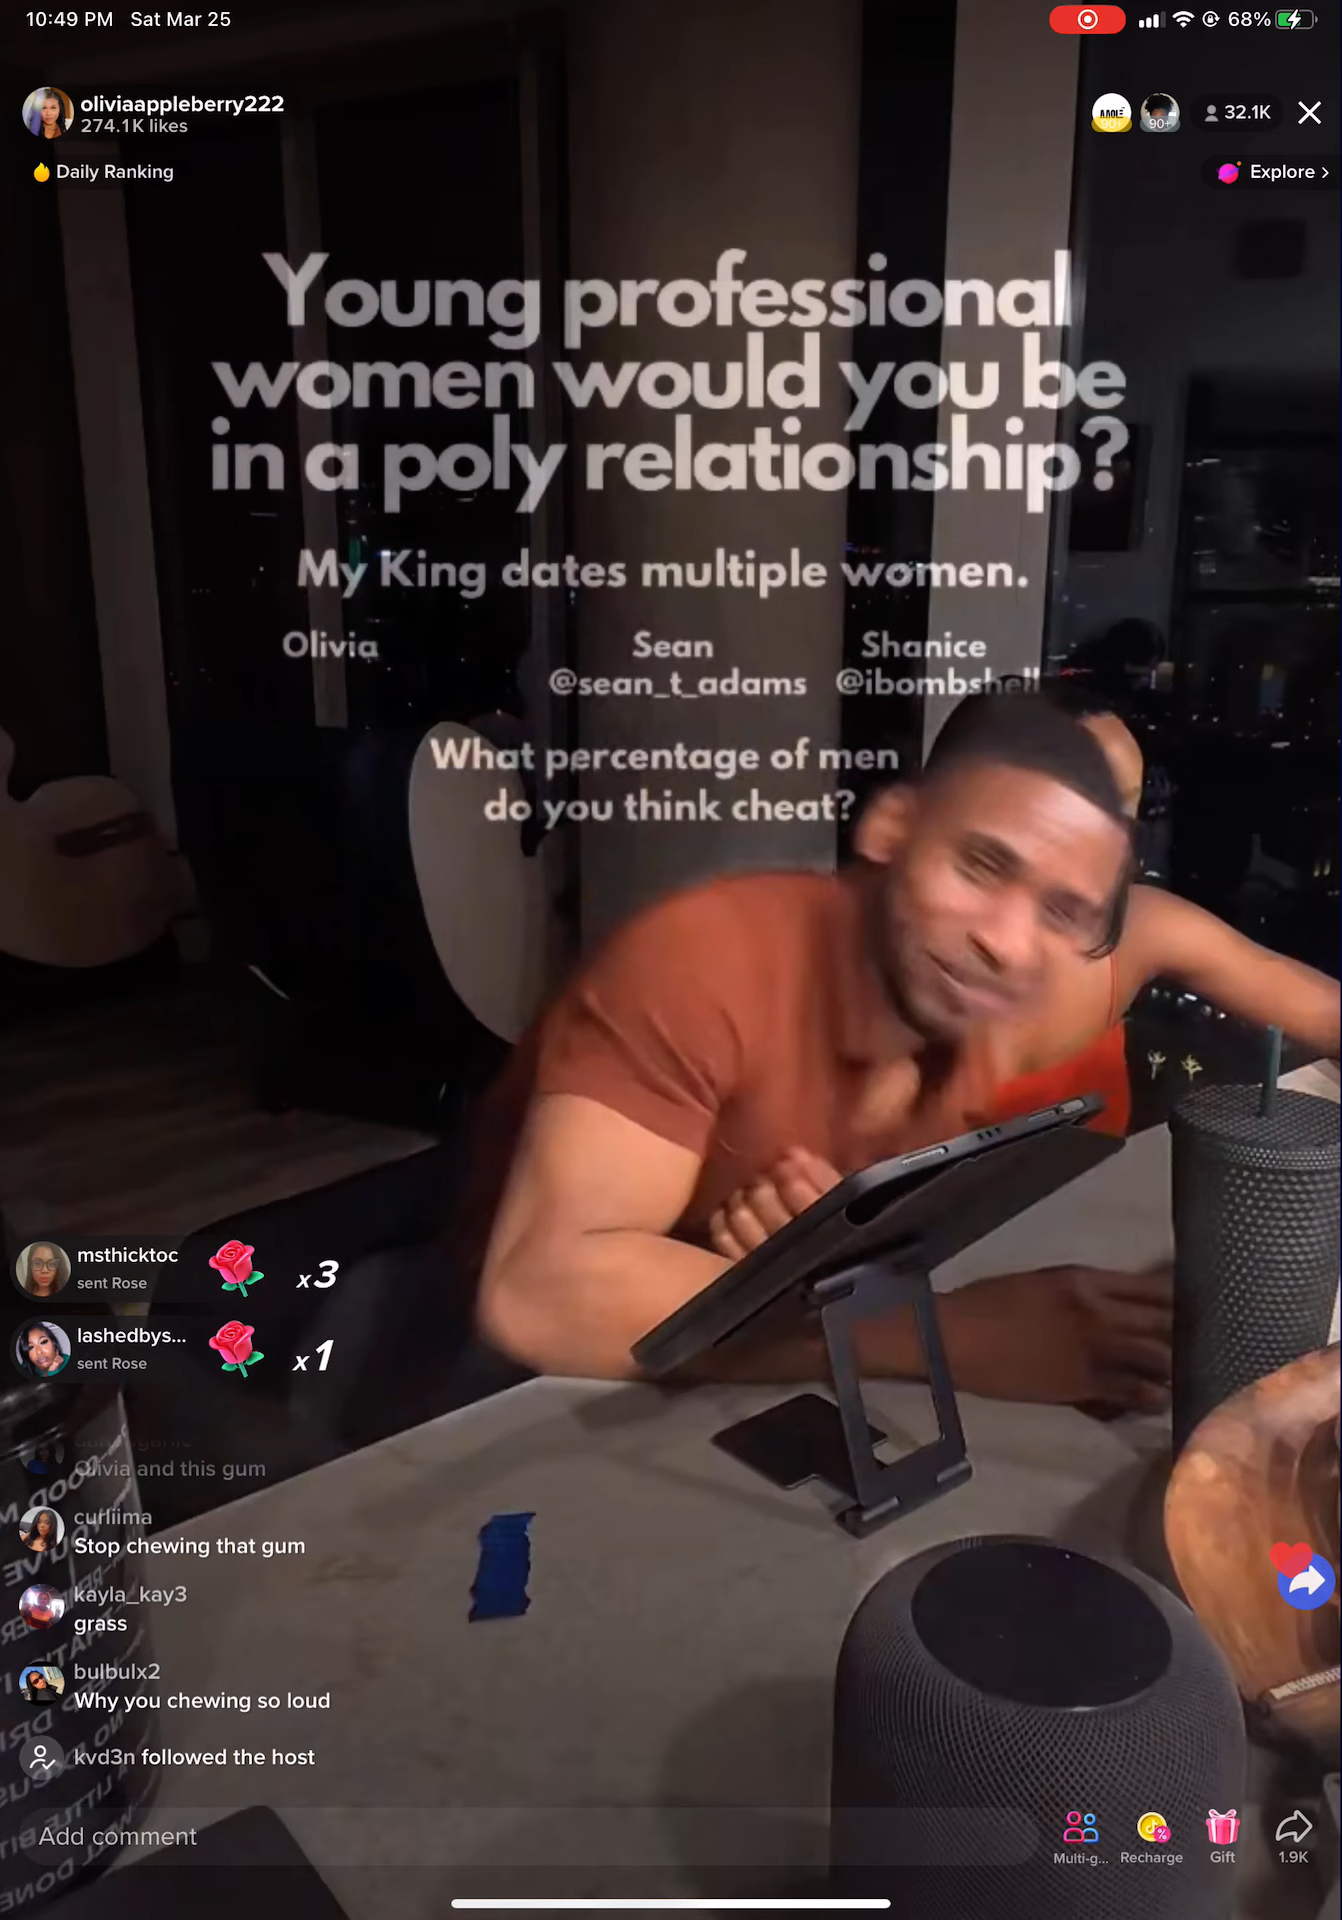 10:49 PM Sat Mar 25
68%
oliviaappleberry222
274.1K likes
90+
32.1K
Daily Ranking
Explore >
Young professional
women would you be
in a poly relationship?
My King dates multiple women.
Olivia Sean Shanice
@sean_t_adams @ibombshell
What percentage of men
do you think cheat?
msthicktoc
sent Rose
x3
lashedbys...
sent Rose
x1
Olivia and this gum
curliima
Stop chewing that gum
kayla_kay3
grass
bulbulx2
Why you chewing so loud
kvd3n followed the host
Add comment
Multi-g... Recharge Gift 1.9K